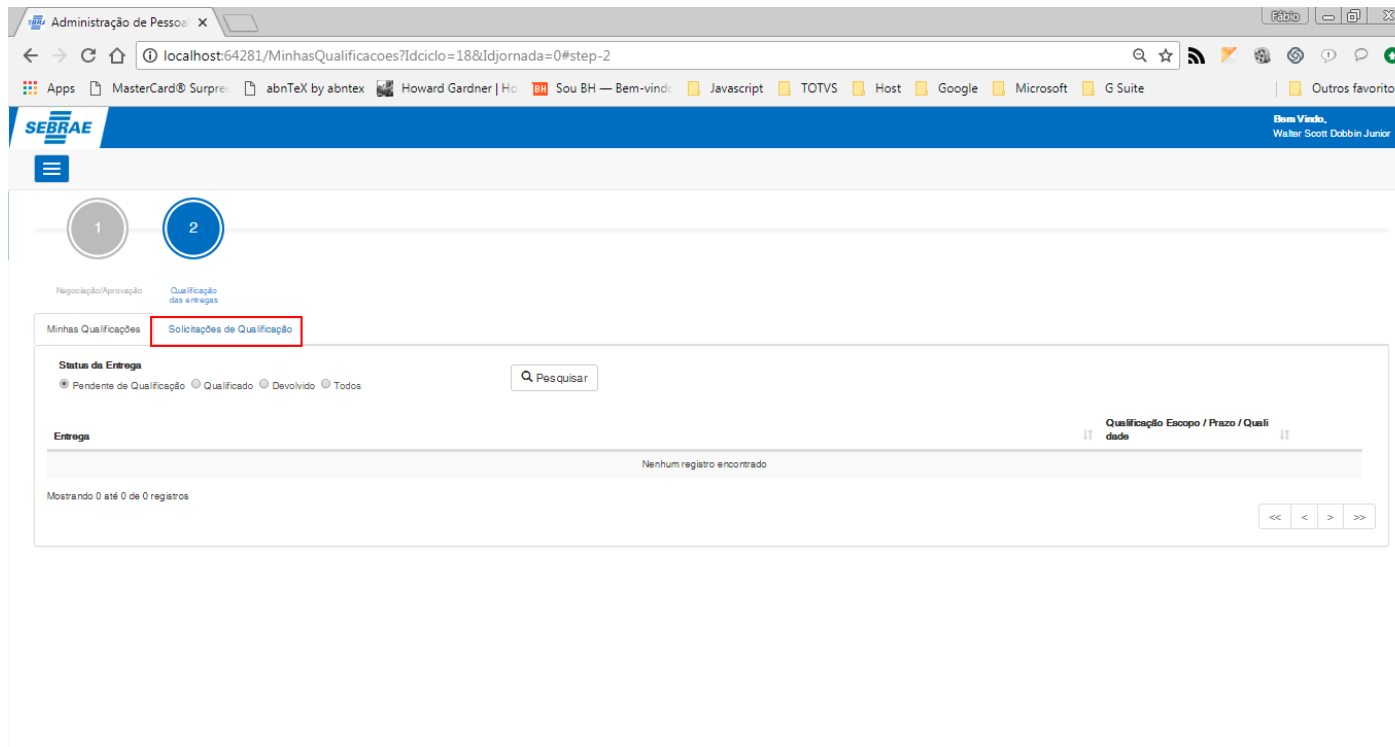 Administração de Pessoal
Fábio
localhost:64281/MinhasQualificacoes?Idciclo=18&Idjornada=0#step-2
Apps MasterCard® Surpre abnTeX by abntex Howard Gardner | Ho Sou BH — Bem-vindo Javascript TOTVS Host Google Microsoft G Suite Outros favorito
SEBRAE
Bem Vindo,
Walter Scott Dobbin Junior
1 2
Negociação/Aprovação
Qualificação
das entregas
Minhas Qualificações Solicitações de Qualificação
Status da Entrega
Pendente de Qualificação Qualificado Devolvido Todos
Pesquisar
Entrega
Qualificação Escopo / Prazo / Quali
dade
Nenhum registro encontrado
Mostrando 0 até 0 de 0 registros
<< < > >>